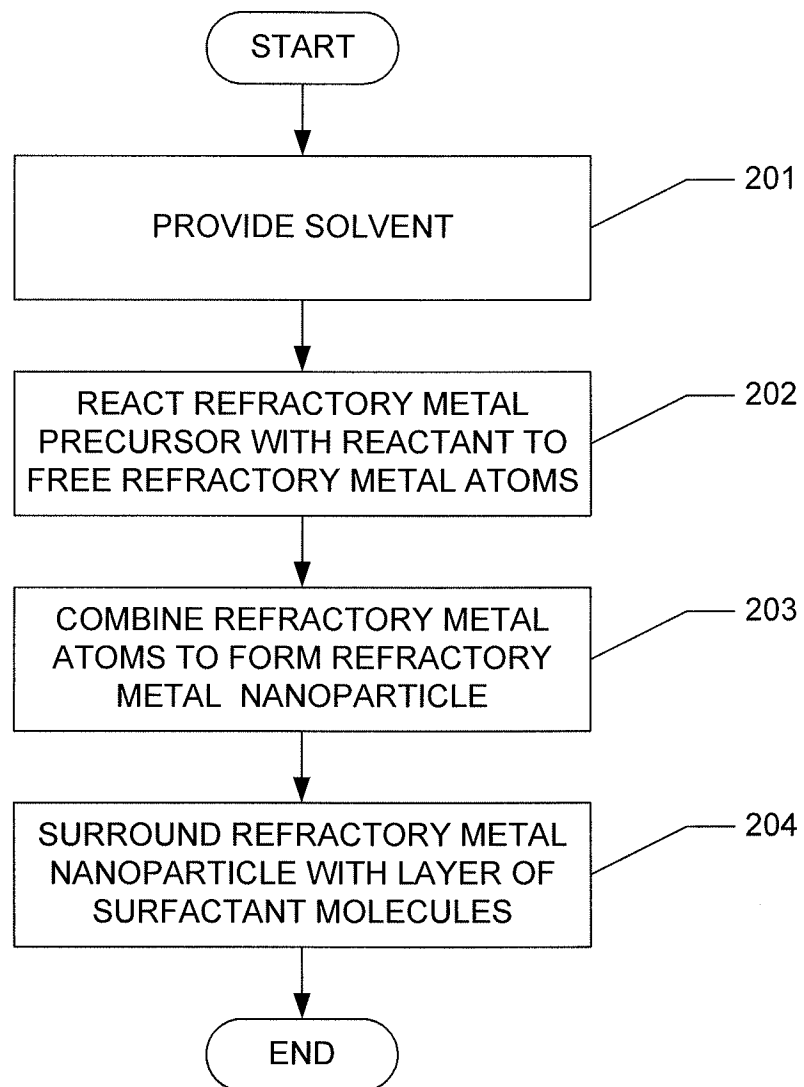 START
PROVIDE SOLVENT
201
REACT REFRACTORY METAL
PRECURSOR WITH REACTANT TO
FREE REFRACTORY METAL ATOMS
202
COMBINE REFRACTORY METAL
ATOMS TO FORM REFRACTORY
METAL NANOPARTICLE
203
SURROUND REFRACTORY METAL
NANOPARTICLE WITH LAYER OF
SURFACTANT MOLECULES
204
END